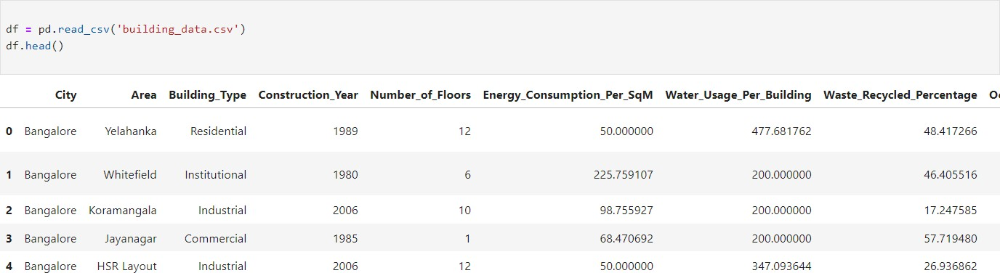 df = pd.read_csv('building_data.csv')
df.head()
City Area Building_Type Construction_Year Number_of_Floors Energy_Consumption_Per_SqM Water_Usage_Per_Building Waste_Recycled_Percentage
0 Bangalore Yelahanka Residential 1989 12 50.000000 477.681762 48.417266
1 Bangalore Whitefield Institutional 1980 6 225.759107 200.000000 46.405516
2 Bangalore Koramangala Industrial 2006 10 98.755927 200.000000 17.247585
3 Bangalore Jayanagar Commercial 1985 1 68.470692 200.000000 57.719480
4 Bangalore HSR Layout Industrial 2006 12 50.000000 347.093644 26.936862